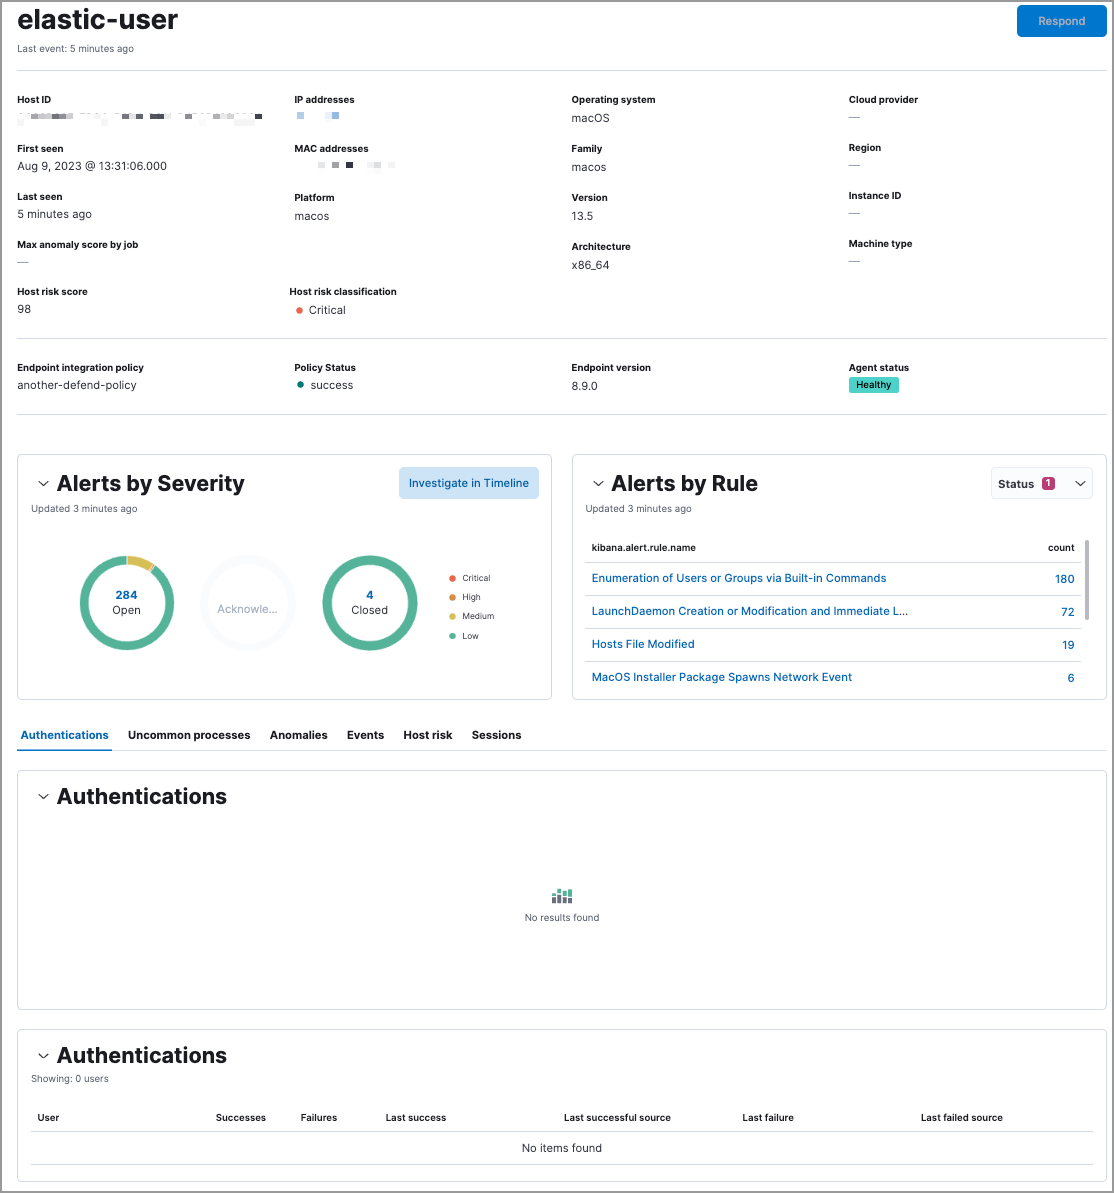 elastic-user
Respond
Last event: 5 minutes ago
Host ID
IP addresses
Operating system
macOS
Cloud provider
—
First seen
Aug 9, 2023 @ 13:31:06.000
MAC addresses
Family
macos
Region
—
Last seen
5 minutes ago
Platform
macos
Version
13.5
Instance ID
—
Max anomaly score by job
—
Architecture
x86_64
Machine type
—
Host risk score
98
Host risk classification
Critical
Endpoint integration policy
another-defend-policy
Policy Status
success
Endpoint version
8.9.0
Agent status
Healthy
Alerts by Severity
Investigate in Timeline
Updated 3 minutes ago
284
Open
Acknowle...
4
Closed
Critical
High
Medium
Low
Alerts by Rule
Status 1
Updated 3 minutes ago
kibana.alert.rule.name count
Enumeration of Users or Groups via Built-in Commands 180
LaunchDaemon Creation or Modification and Immediate L... 72
Hosts File Modified 19
MacOS Installer Package Spawns Network Event 6
Authentications Uncommon processes Anomalies Events Host risk Sessions
Authentications
No results found
Authentications
Showing: 0 users
User Successes Failures Last success Last successful source Last failure Last failed source
No items found